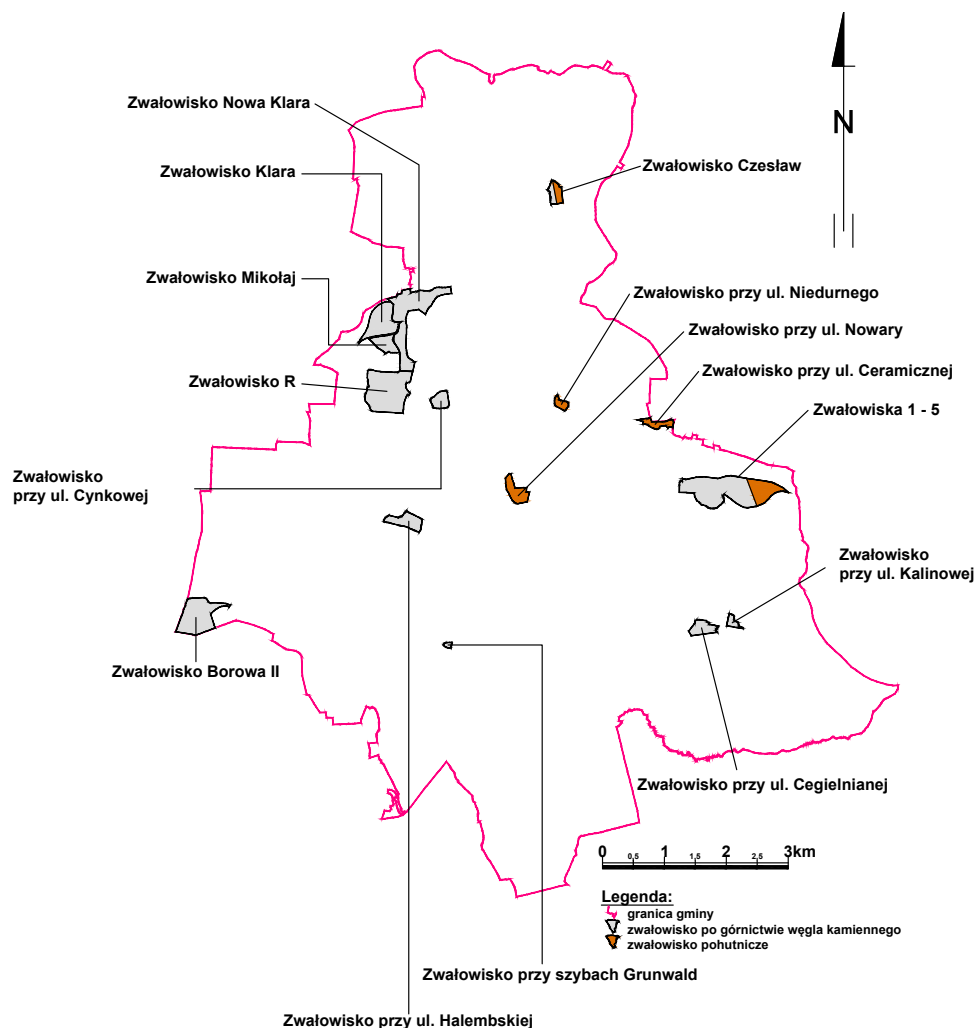 Zwałowisko Nowa Klara
Zwałowisko Klara
Zwałowisko Czesław
N
Zwałowisko Mikołaj
Zwałowisko przy ul. Niedurnego
Zwałowisko przy ul. Nowary
Zwałowisko przy ul. Ceramicznej
Zwałowisko R
Zwałowiska 1 - 5
Zwałowisko
przy ul. Cynkowej
Zwałowisko
przy ul. Kalinowej
Zwałowisko Borowa II
Zwałowisko przy ul. Cegielnianej
0 0,5 1 1,5 2 2,5 3km
Legenda:
granica gminy
zwałowisko po górnictwie węgla kamiennego
zwałowisko pohutnicze
Zwałowisko przy szybach Grunwald
Zwałowisko przy ul. Halembskiej